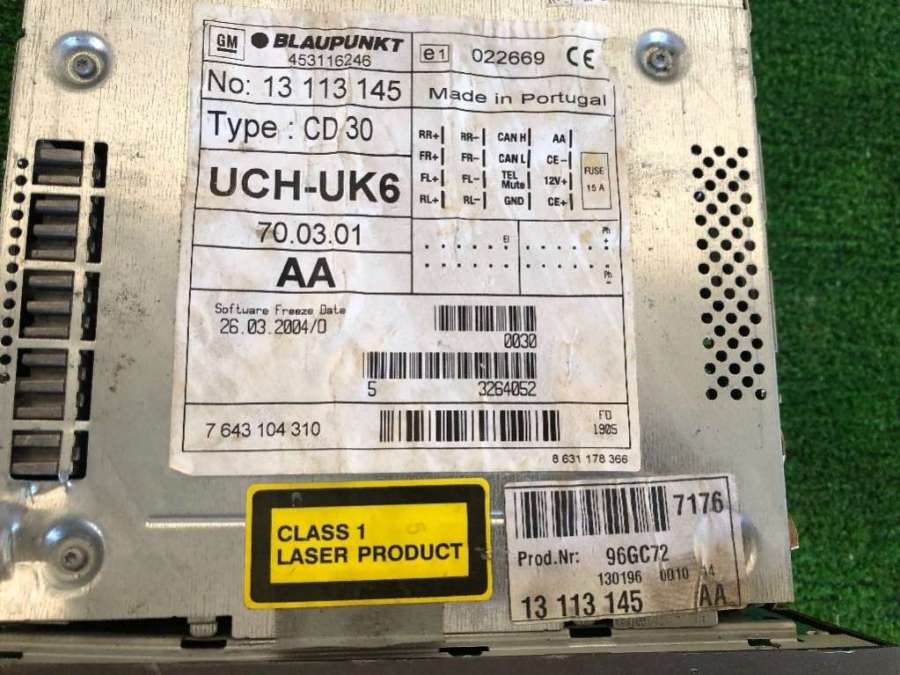 GM BLAUPUNKT
453116246
e1 022669 CE
No: 13 113 145
Made in Portugal
Type : CD 30
RR+ RR- CAN H AA
FR+ FR- CAN L CE-
FL+ FL- TEL Mute 12V+
RL+ RL- GND CE+
FUSE
15 A
UCH-UK6
70.03.01
AA
Software Freeze Date
26.03.2004/0
0030
5 3264052
7 643 104 310
FD
1905
8 631 178 366
CLASS 1
LASER PRODUCT
7176
Prod.Nr: 96GC72
130196 0010 14
13 113 145 AA